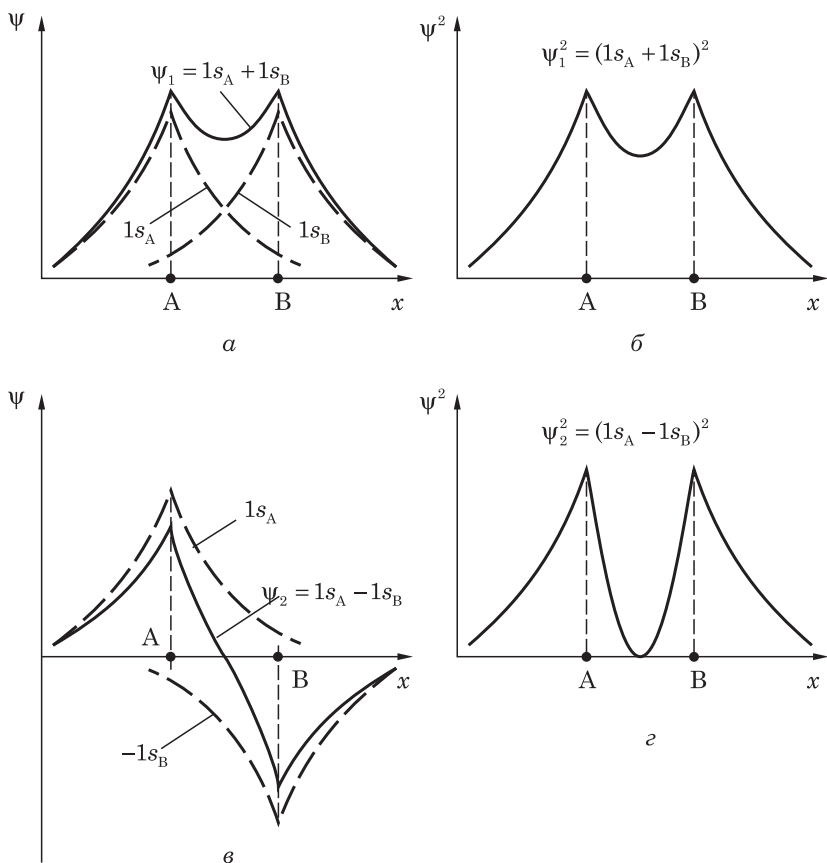 ψ
ψ₁ = 1s_A + 1s_B
1s_A
1s_B
A
B
x
а
ψ²
ψ₁² = (1s_A + 1s_B)²
A
B
x
б
ψ
1s_A
ψ₂ = 1s_A − 1s_B
A
B
x
−1s_B
в
ψ²
ψ₂² = (1s_A − 1s_B)²
A
B
x
г